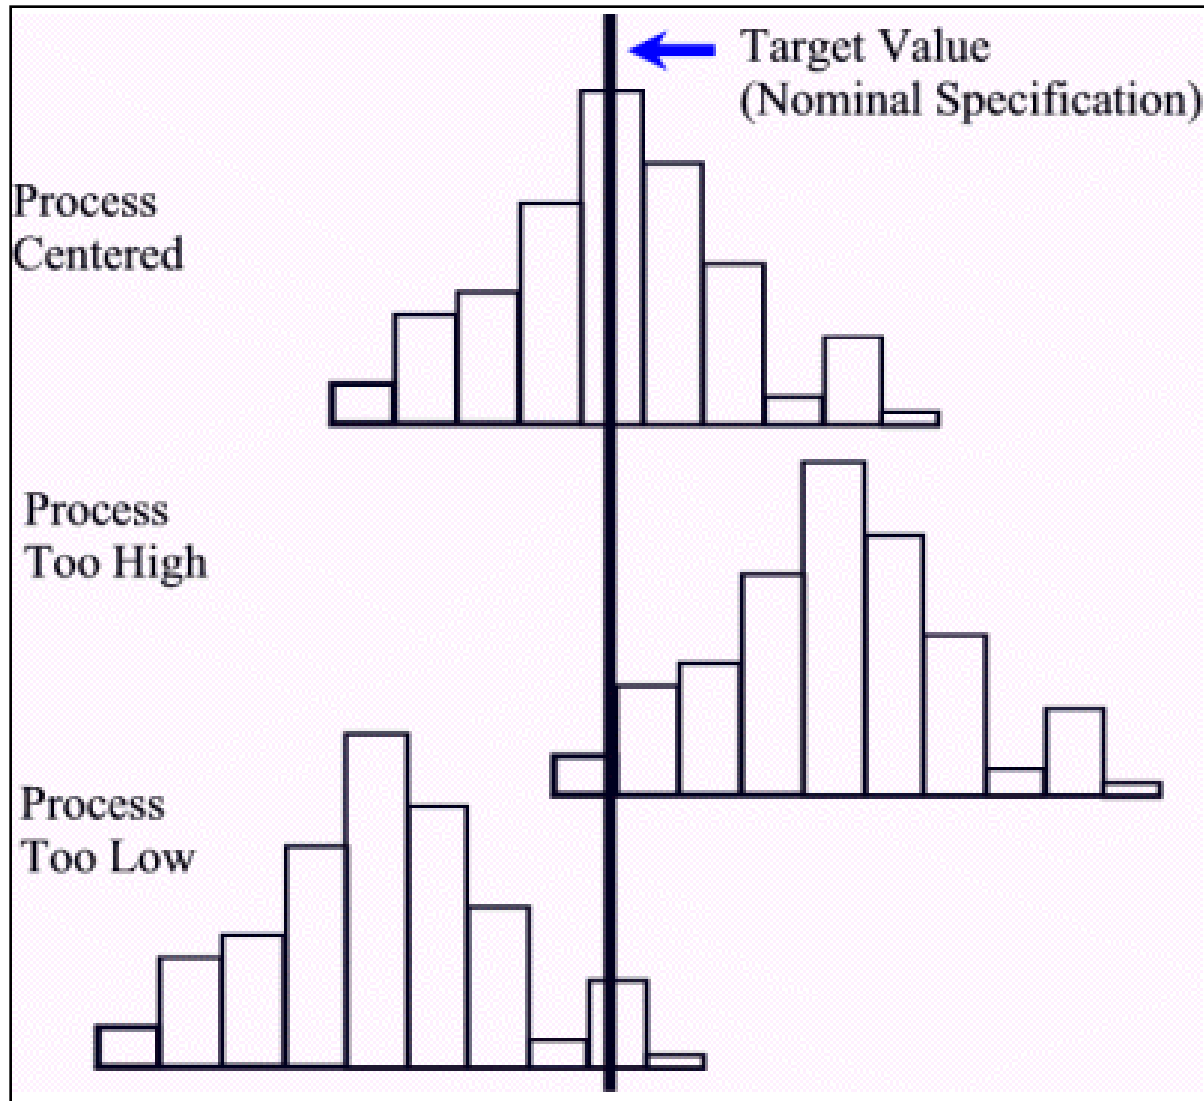 Target Value
(Nominal Specification)
Process
Centered
Process
Too High
Process
Too Low